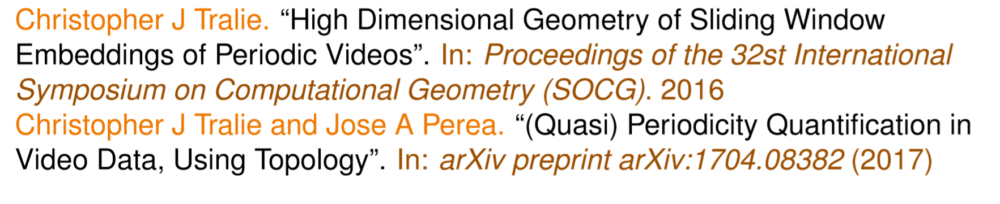 Christopher J Tralie. “High Dimensional Geometry of Sliding Window
Embeddings of Periodic Videos”. In: Proceedings of the 32st International
Symposium on Computational Geometry (SOCG). 2016
Christopher J Tralie and Jose A Perea. “(Quasi) Periodicity Quantification in
Video Data, Using Topology”. In: arXiv preprint arXiv:1704.08382 (2017)